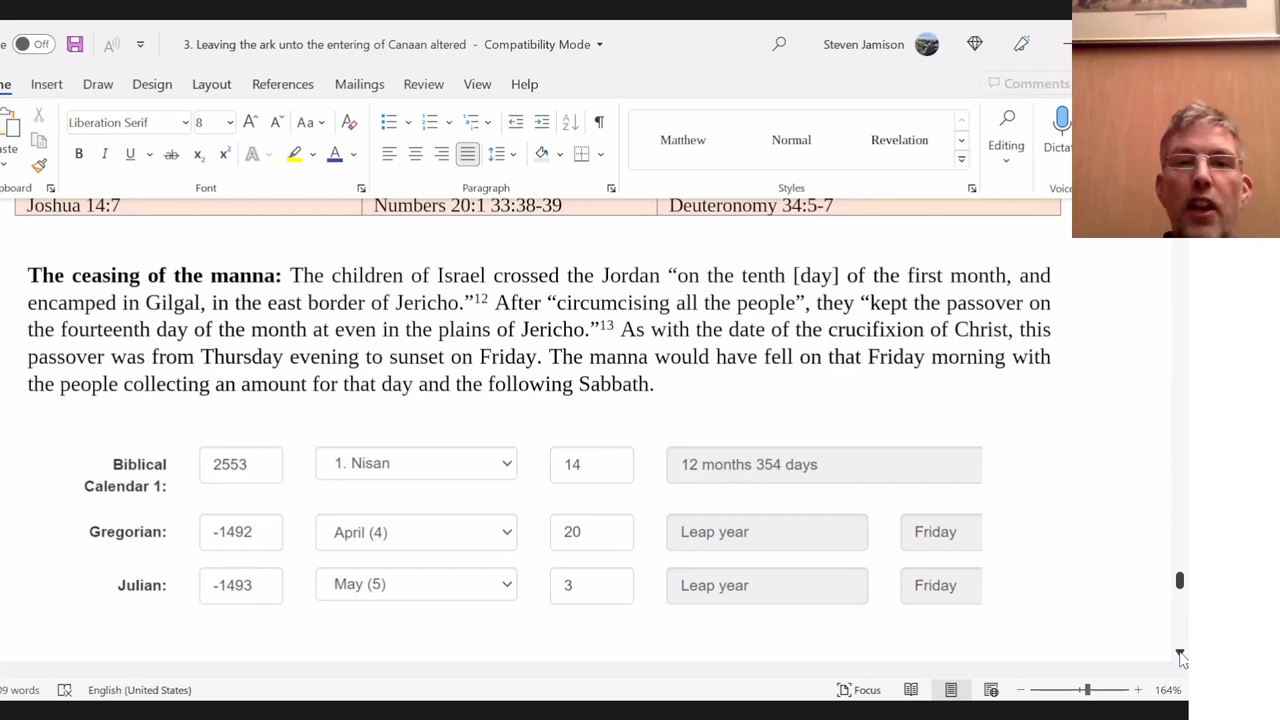 Off
3. Leaving the ark unto the entering of Canaan altered - Compatibility Mode
Steven Jamison
Insert Draw Design Layout References Mailings Review View Help
Comments
Liberation Serif 8
Aa
Matthew Normal Revelation
Editing
B I U ab
Font
Paragraph
Styles
Joshua 14:7 Numbers 20:1 33:38-39 Deuteronomy 34:5-7
The ceasing of the manna: The children of Israel crossed the Jordan “on the tenth [day] of the first month, and
encamped in Gilgal, in the east border of Jericho.”12 After “circumcising all the people”, they “kept the passover on
the fourteenth day of the month at even in the plains of Jericho.”13 As with the date of the crucifixion of Christ, this
passover was from Thursday evening to sunset on Friday. The manna would have fell on that Friday morning with
the people collecting an amount for that day and the following Sabbath.
Biblical Calendar 1: 2553 1. Nisan 14 12 months 354 days
Gregorian: -1492 April (4) 20 Leap year Friday
Julian: -1493 May (5) 3 Leap year Friday
English (United States)
Focus
164%